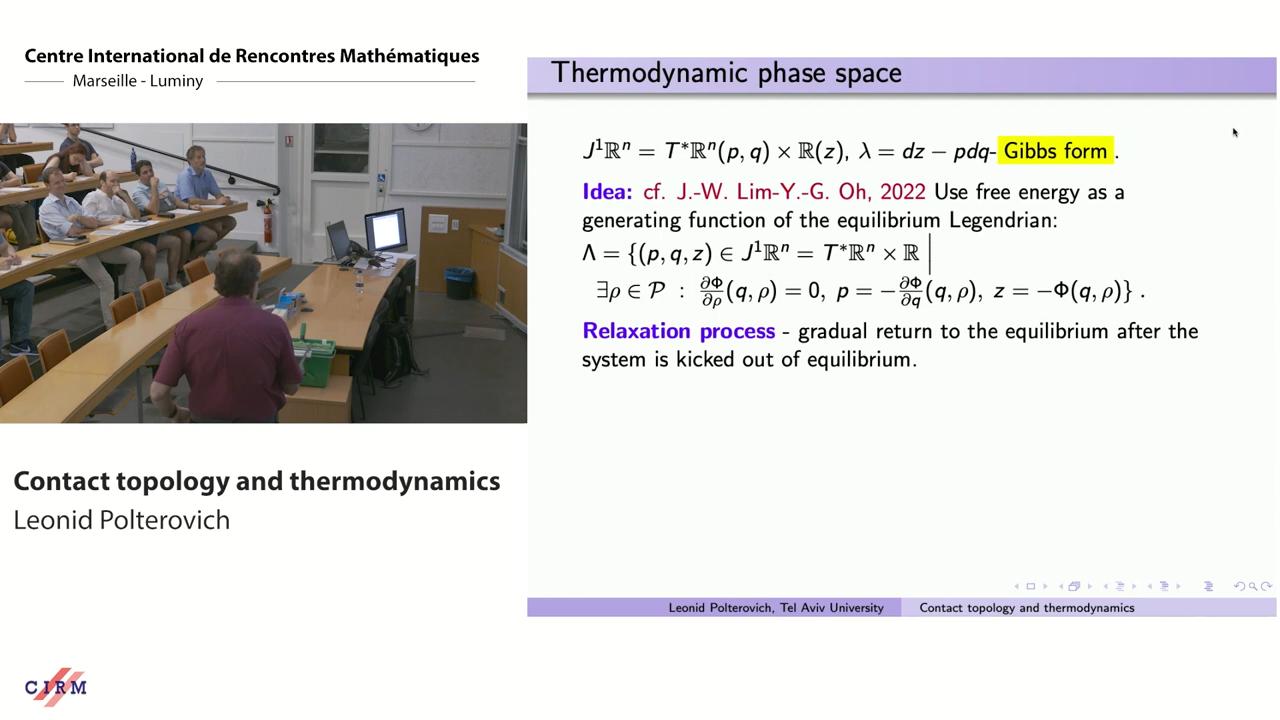 Centre International de Rencontres Mathématiques
Marseille - Luminy
Thermodynamic phase space
J¹ℝⁿ = T*ℝⁿ(p, q) × ℝ(z), λ = dz − pdq- Gibbs form .
Idea: cf. J.-W. Lim-Y.-G. Oh, 2022 Use free energy as a
generating function of the equilibrium Legendrian:
Λ = {(p, q, z) ∈ J¹ℝⁿ = T*ℝⁿ × ℝ |
∃ρ ∈ 𝒫 : ∂Φ/∂ρ (q, ρ) = 0, p = −∂Φ/∂q (q, ρ), z = −Φ(q, ρ)} .
Relaxation process - gradual return to the equilibrium after the
system is kicked out of equilibrium.
Contact topology and thermodynamics
Leonid Polterovich
Leonid Polterovich, Tel Aviv University
Contact topology and thermodynamics
CIRM